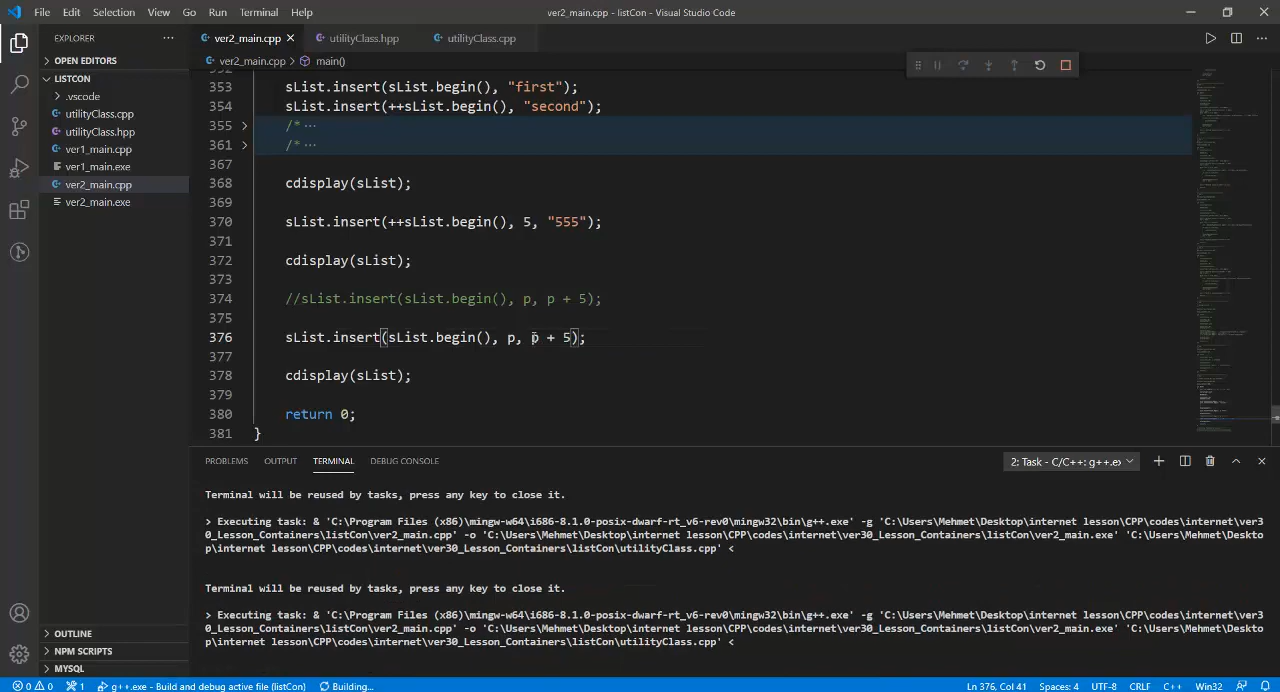 File Edit Selection View Go Run Terminal Help
ver2_main.cpp - listCon - Visual Studio Code
EXPLORER
OPEN EDITORS
LISTCON
.vscode
utilityClass.cpp
utilityClass.hpp
ver1_main.cpp
ver1_main.exe
ver2_main.cpp
ver2_main.exe
OUTLINE
NPM SCRIPTS
MYSQL
ver2_main.cpp utilityClass.hpp utilityClass.cpp
ver2_main.cpp > main()
352
353 sList.insert(sList.begin(), "first");
354 sList.insert(++sList.begin(), "second");
355 /* ···
361 /* ···
367
368 cdisplay(sList);
369
370 sList.insert(++sList.begin(), 5, "555");
371
372 cdisplay(sList);
373
374 //sList.insert(sList.begin(), p, p + 5);
375
376 sList.insert(sList.begin(), p, p + 5);
377
378 cdisplay(sList);
379
380 return 0;
381 }
PROBLEMS OUTPUT TERMINAL DEBUG CONSOLE
2: Task - C/C++: g++.ex
Terminal will be reused by tasks, press any key to close it.
> Executing task: & 'C:\Program Files (x86)\mingw-w64\i686-8.1.0-posix-dwarf-rt_v6-rev0\mingw32\bin\g++.exe' -g 'C:\Users\Mehmet\Desktop\internet lesson\CPP\codes\internet\ver3
0_Lesson_Containers\listCon\ver2_main.cpp' -o 'C:\Users\Mehmet\Desktop\internet lesson\CPP\codes\internet\ver30_Lesson_Containers\listCon\ver2_main.exe' 'C:\Users\Mehmet\Deskto
p\internet lesson\CPP\codes\internet\ver30_Lesson_Containers\listCon\utilityClass.cpp' <
Terminal will be reused by tasks, press any key to close it.
> Executing task: & 'C:\Program Files (x86)\mingw-w64\i686-8.1.0-posix-dwarf-rt_v6-rev0\mingw32\bin\g++.exe' -g 'C:\Users\Mehmet\Desktop\internet lesson\CPP\codes\internet\ver3
0_Lesson_Containers\listCon\ver2_main.cpp' -o 'C:\Users\Mehmet\Desktop\internet lesson\CPP\codes\internet\ver30_Lesson_Containers\listCon\ver2_main.exe' 'C:\Users\Mehmet\Deskto
p\internet lesson\CPP\codes\internet\ver30_Lesson_Containers\listCon\utilityClass.cpp' <
0 0 1 g++.exe - Build and debug active file (listCon) Building... Ln 376, Col 41 Spaces: 4 UTF-8 CRLF C++ Win32